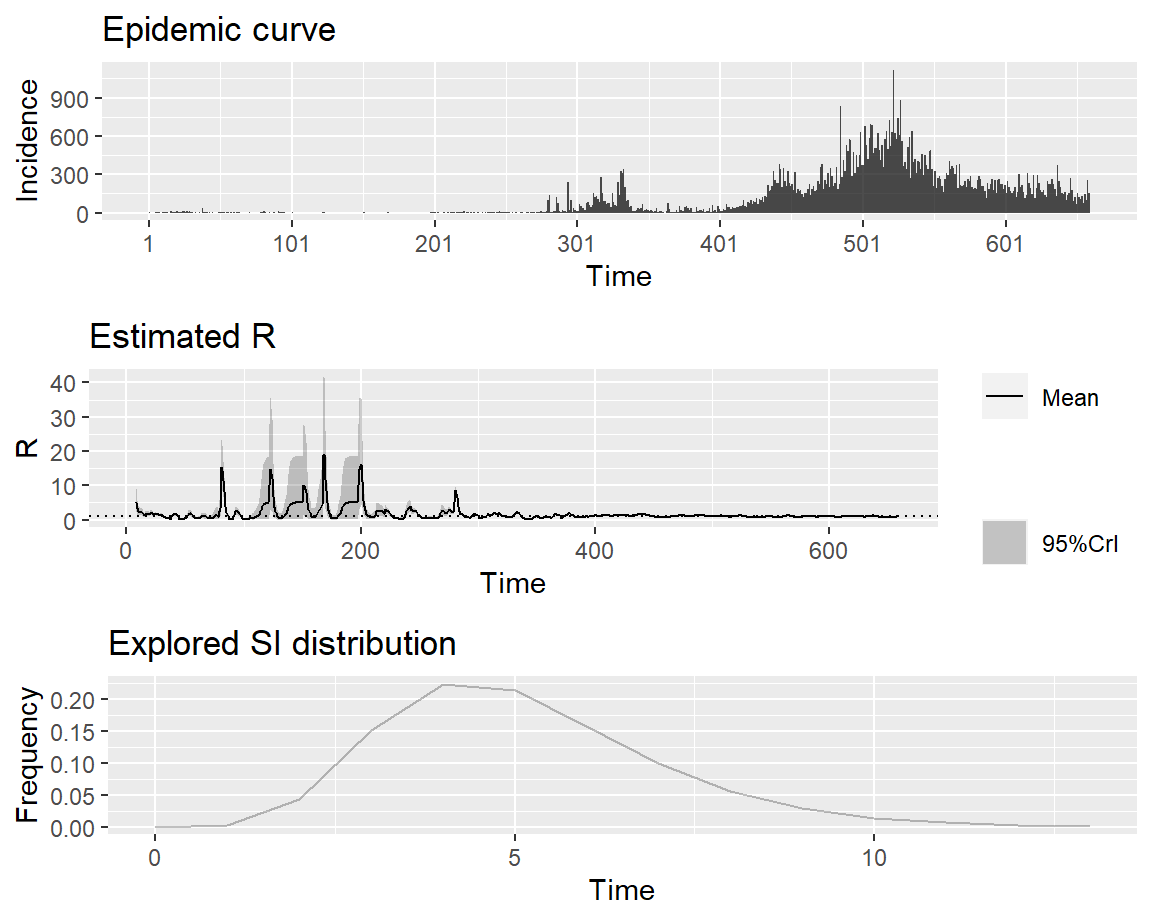 Epidemic curve
Incidence
900
600
300
0
1 101 201 301 401 501 601
Time
Estimated R
R
40
30
20
10
0
0 200 400 600
Time
Mean
95%CrI
Explored SI distribution
Frequency
0.20
0.15
0.10
0.05
0.00
0 5 10
Time